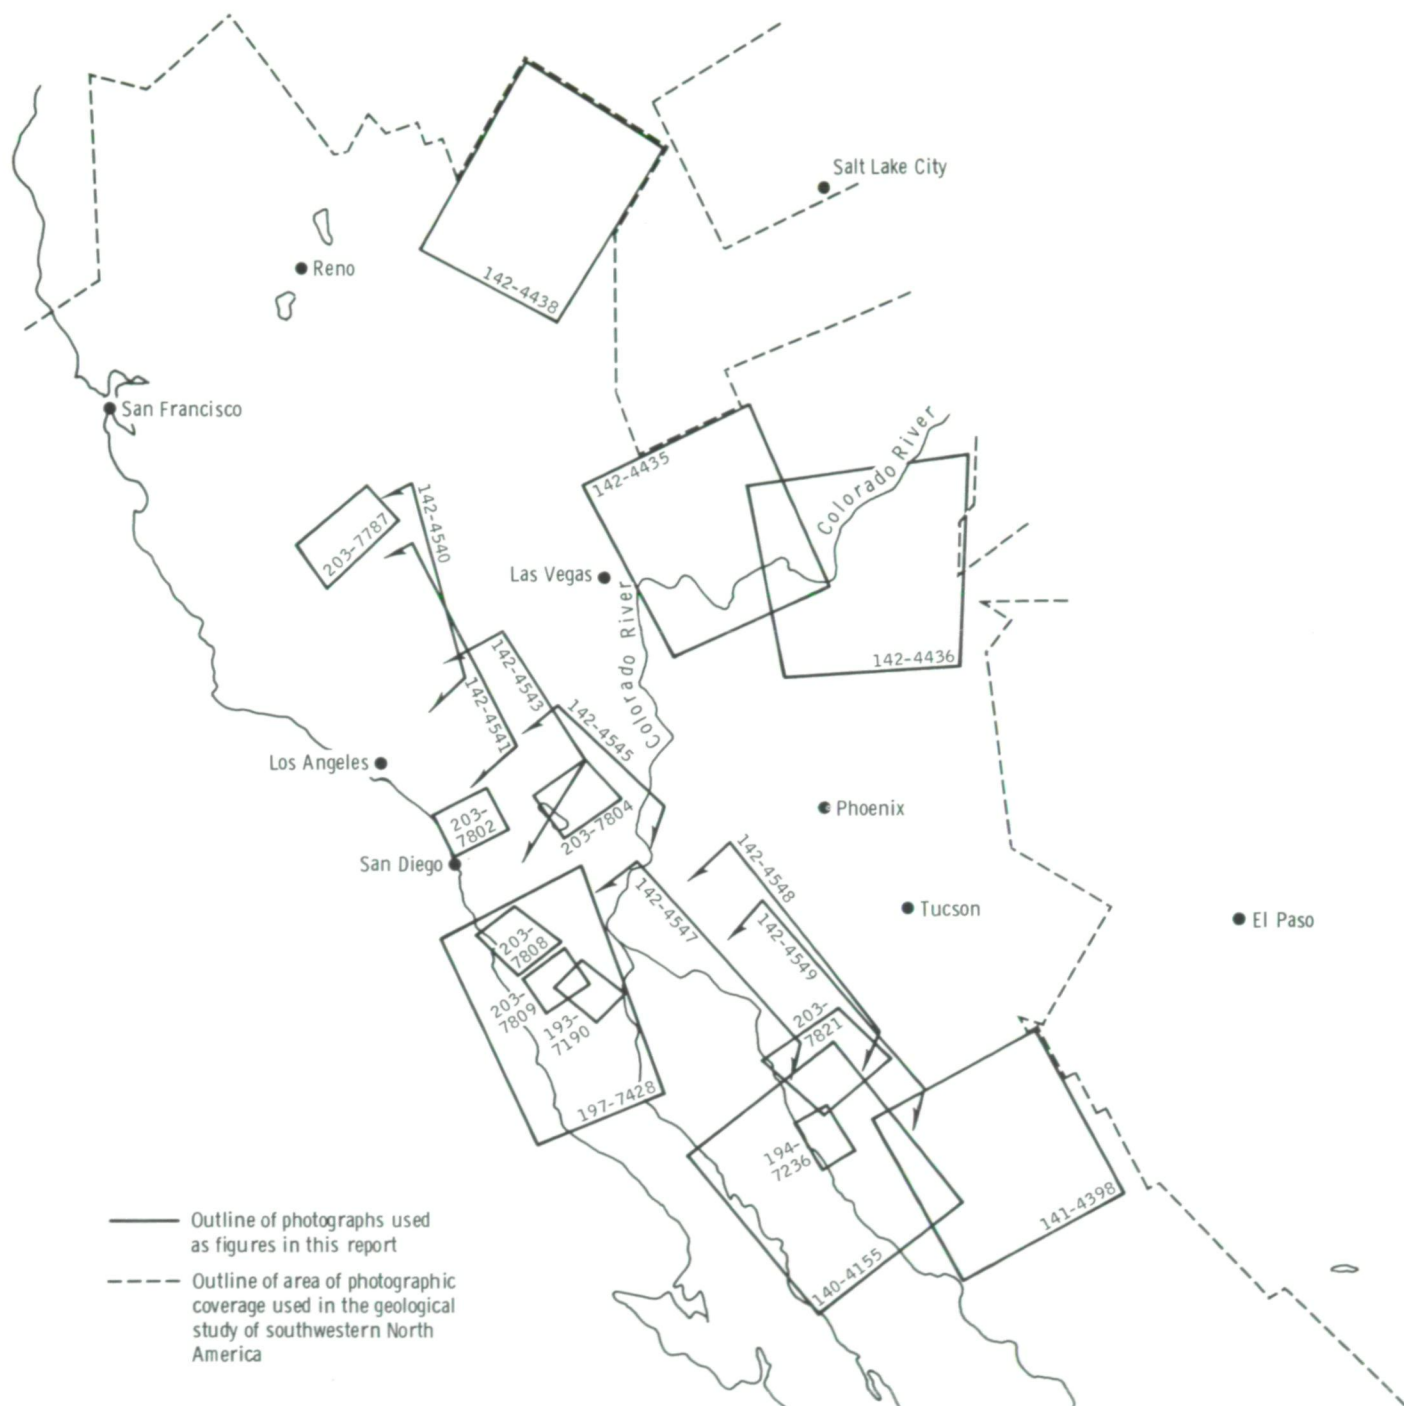 Salt Lake City
Reno
142-4438
San Francisco
Colorado River
142-4435
142-4540
203-7787
Las Vegas
Colorado River
142-4436
142-4543
142-4541
142-4545
Los Angeles
203-
7802
203-7804
Phoenix
San Diego
142-4548
142-4547
Tucson
El Paso
142-4549
203-
7808
203-
7809
193-
7190
203-
7821
197-7428
194-
7236
141-4398
140-4155
Outline of photographs used
as figures in this report
Outline of area of photographic
coverage used in the geological
study of southwestern North
America